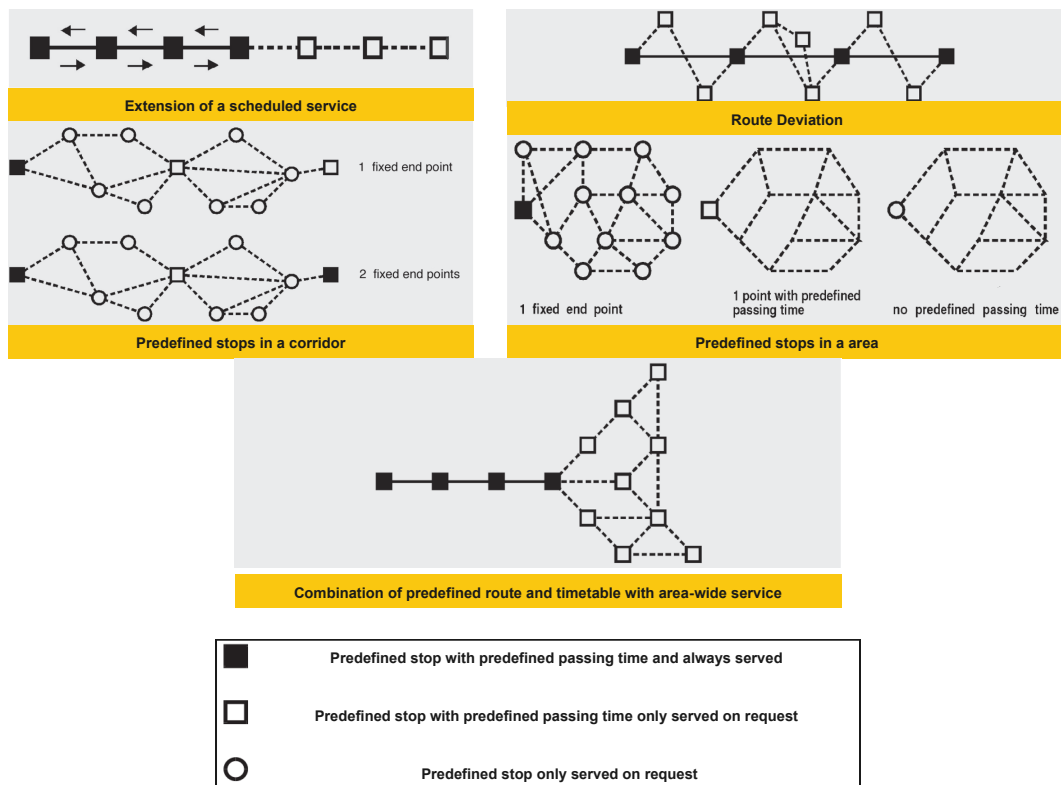 Extension of a scheduled service
Route Deviation
1 fixed end point
2 fixed end points
Predefined stops in a corridor
1 fixed end point
1 point with predefined
passing time
no predefined passing time
Predefined stops in a area
Combination of predefined route and timetable with area-wide service
Predefined stop with predefined passing time and always served
Predefined stop with predefined passing time only served on request
Predefined stop only served on request